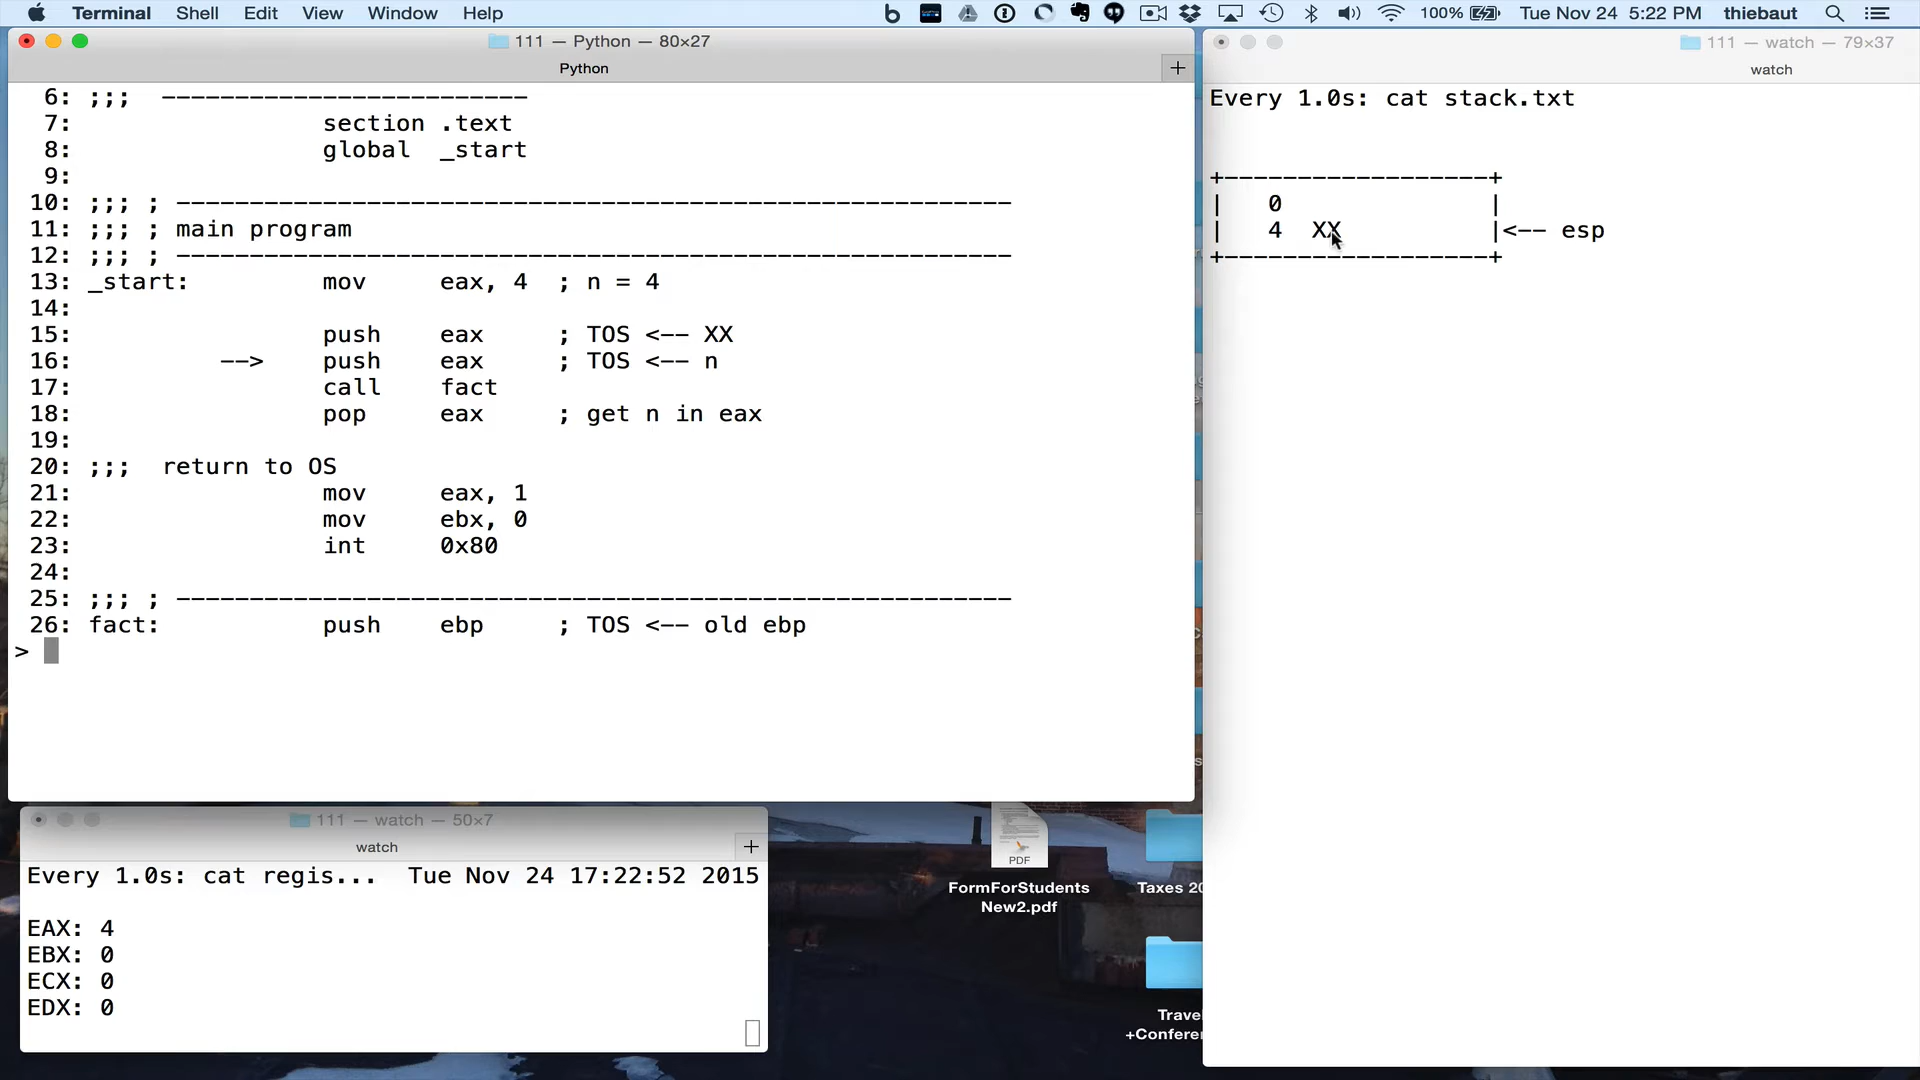 Terminal Shell Edit View Window Help 100% Tue Nov 24 5:22 PM thiebaut
111 — Python — 80×27
Python
6: ;;; -------------------------
7: section .text
8: global _start
9:
10: ;;; ; ---------------------------------------------------------
11: ;;; ; main program
12: ;;; ; ---------------------------------------------------------
13: _start: mov eax, 4 ; n = 4
14:
15: push eax ; TOS <-- XX
16: --> push eax ; TOS <-- n
17: call fact
18: pop eax ; get n in eax
19:
20: ;;; return to OS
21: mov eax, 1
22: mov ebx, 0
23: int 0x80
24:
25: ;;; ; ---------------------------------------------------------
26: fact: push ebp ; TOS <-- old ebp
>
111 — watch — 79×37
watch
Every 1.0s: cat stack.txt
+------------------+
| 0 |
| 4 XX |<-- esp
+------------------+
111 — watch — 50×7
watch
Every 1.0s: cat regis... Tue Nov 24 17:22:52 2015
EAX: 4
EBX: 0
ECX: 0
EDX: 0
PDF
FormForStudents
New2.pdf
Taxes 20
Travel
+Conferen